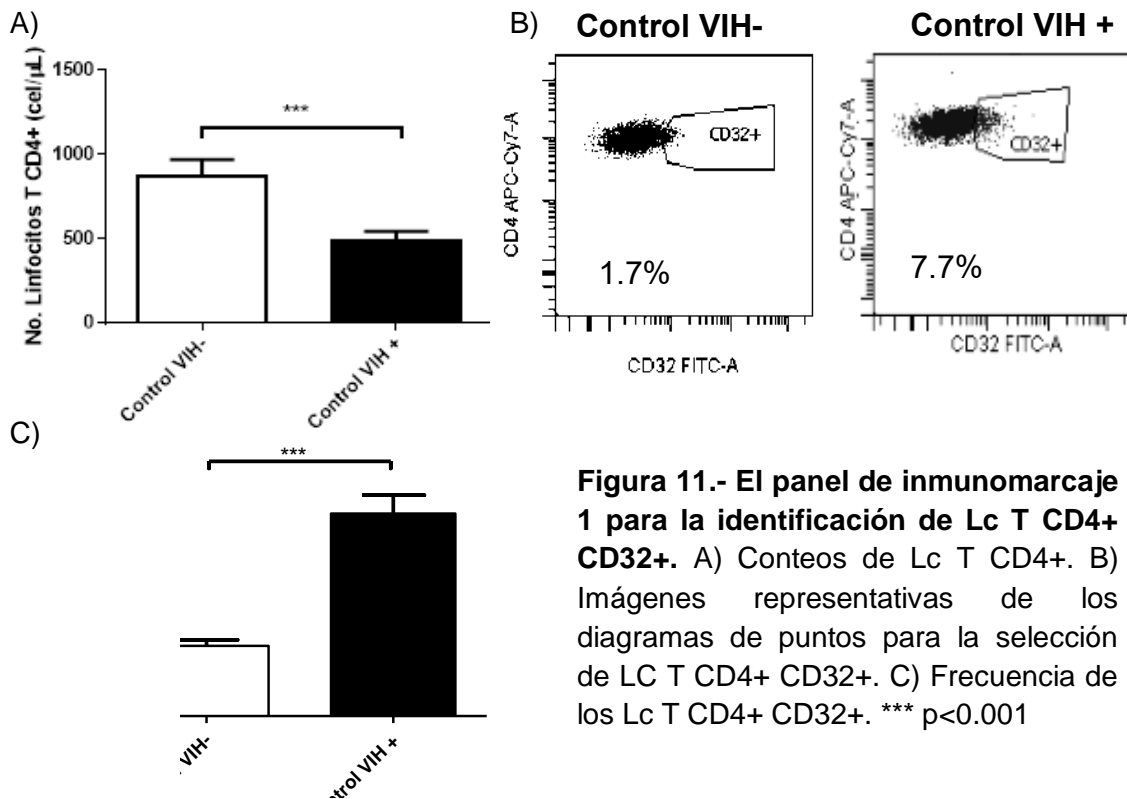 A)
No. Linfocitos T CD4+ (cel/µL)
1500
1000
500
0
***
Control VIH-
Control VIH +
B)
Control VIH-
CD4 APC-Cy7-A
CD32+
1.7%
CD32 FITC-A
Control VIH +
CD4 APC-Cy7-A
CD32+
7.7%
CD32 FITC-A
C)
***
VIH-
ntrol VIH +
Figura 11.- El panel de inmunomarcaje
1 para la identificación de Lc T CD4+
CD32+. A) Conteos de Lc T CD4+. B)
Imágenes representativas de los
diagramas de puntos para la selección
de LC T CD4+ CD32+. C) Frecuencia de
los Lc T CD4+ CD32+. *** p<0.001